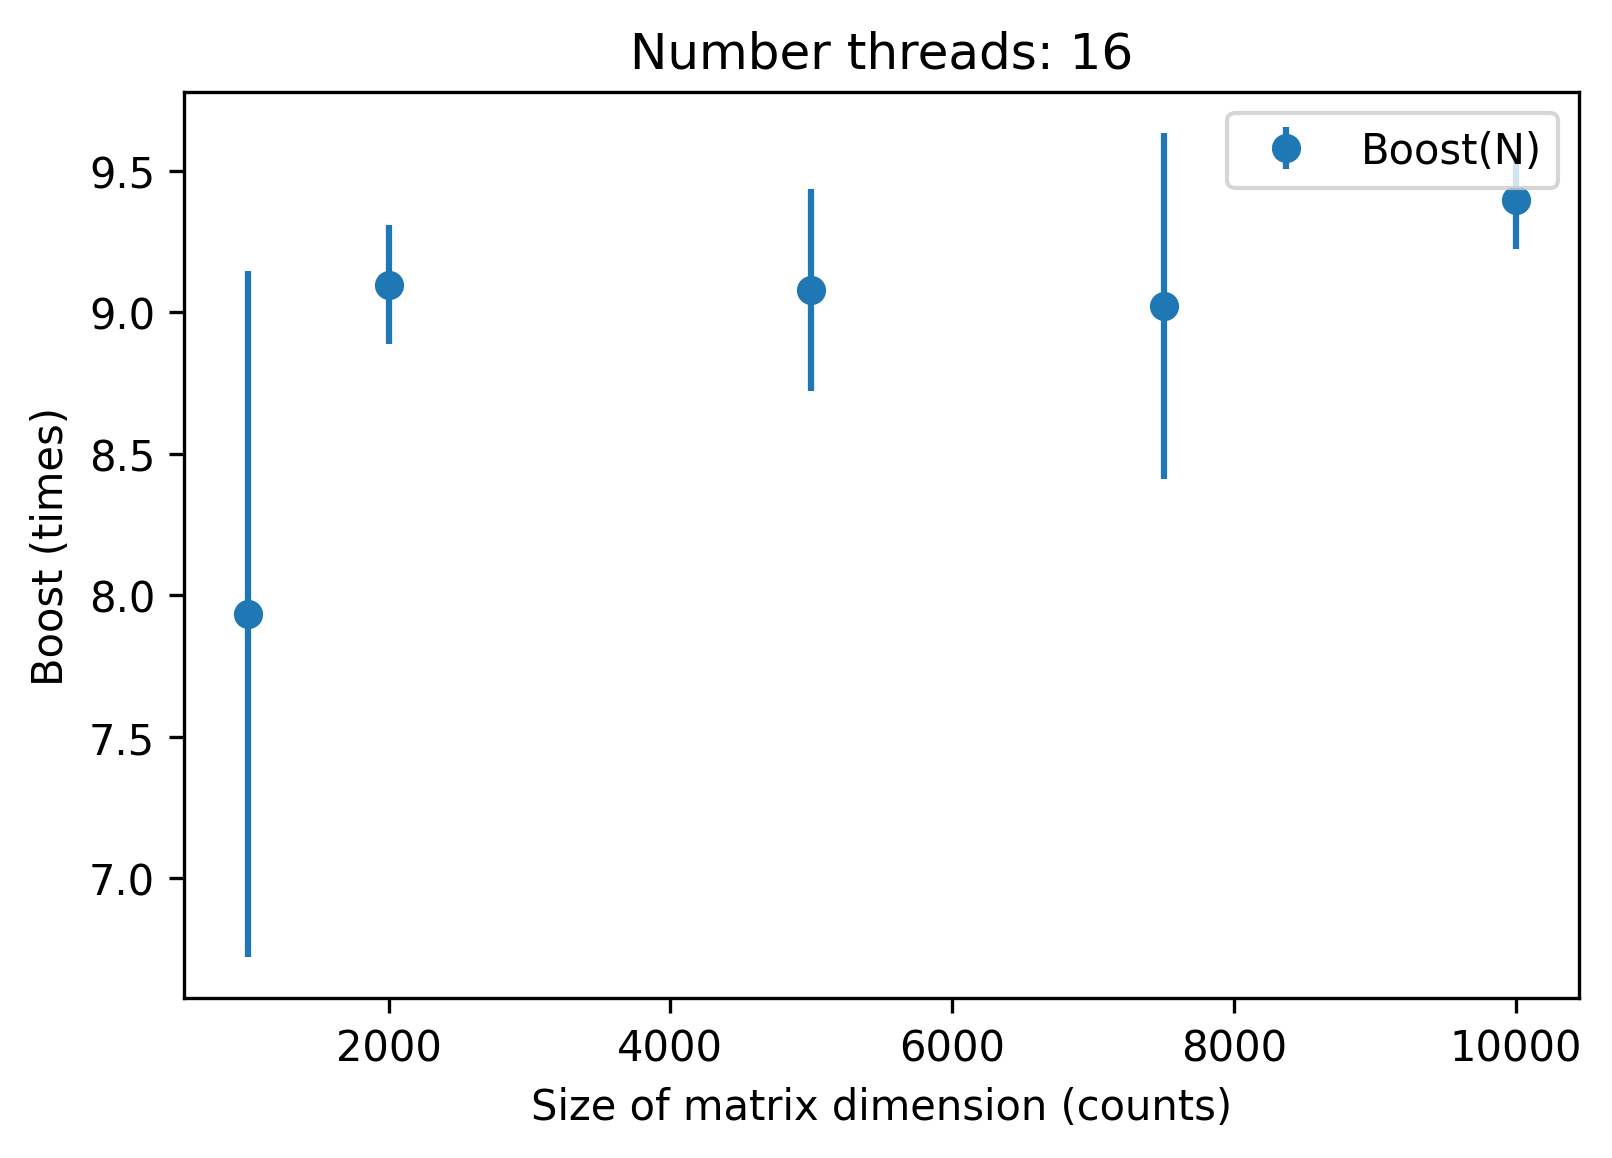 Number threads: 16
Boost(N)
9.5
9.0
8.5
8.0
7.5
7.0
Boost (times)
2000 4000 6000 8000 10000
Size of matrix dimension (counts)